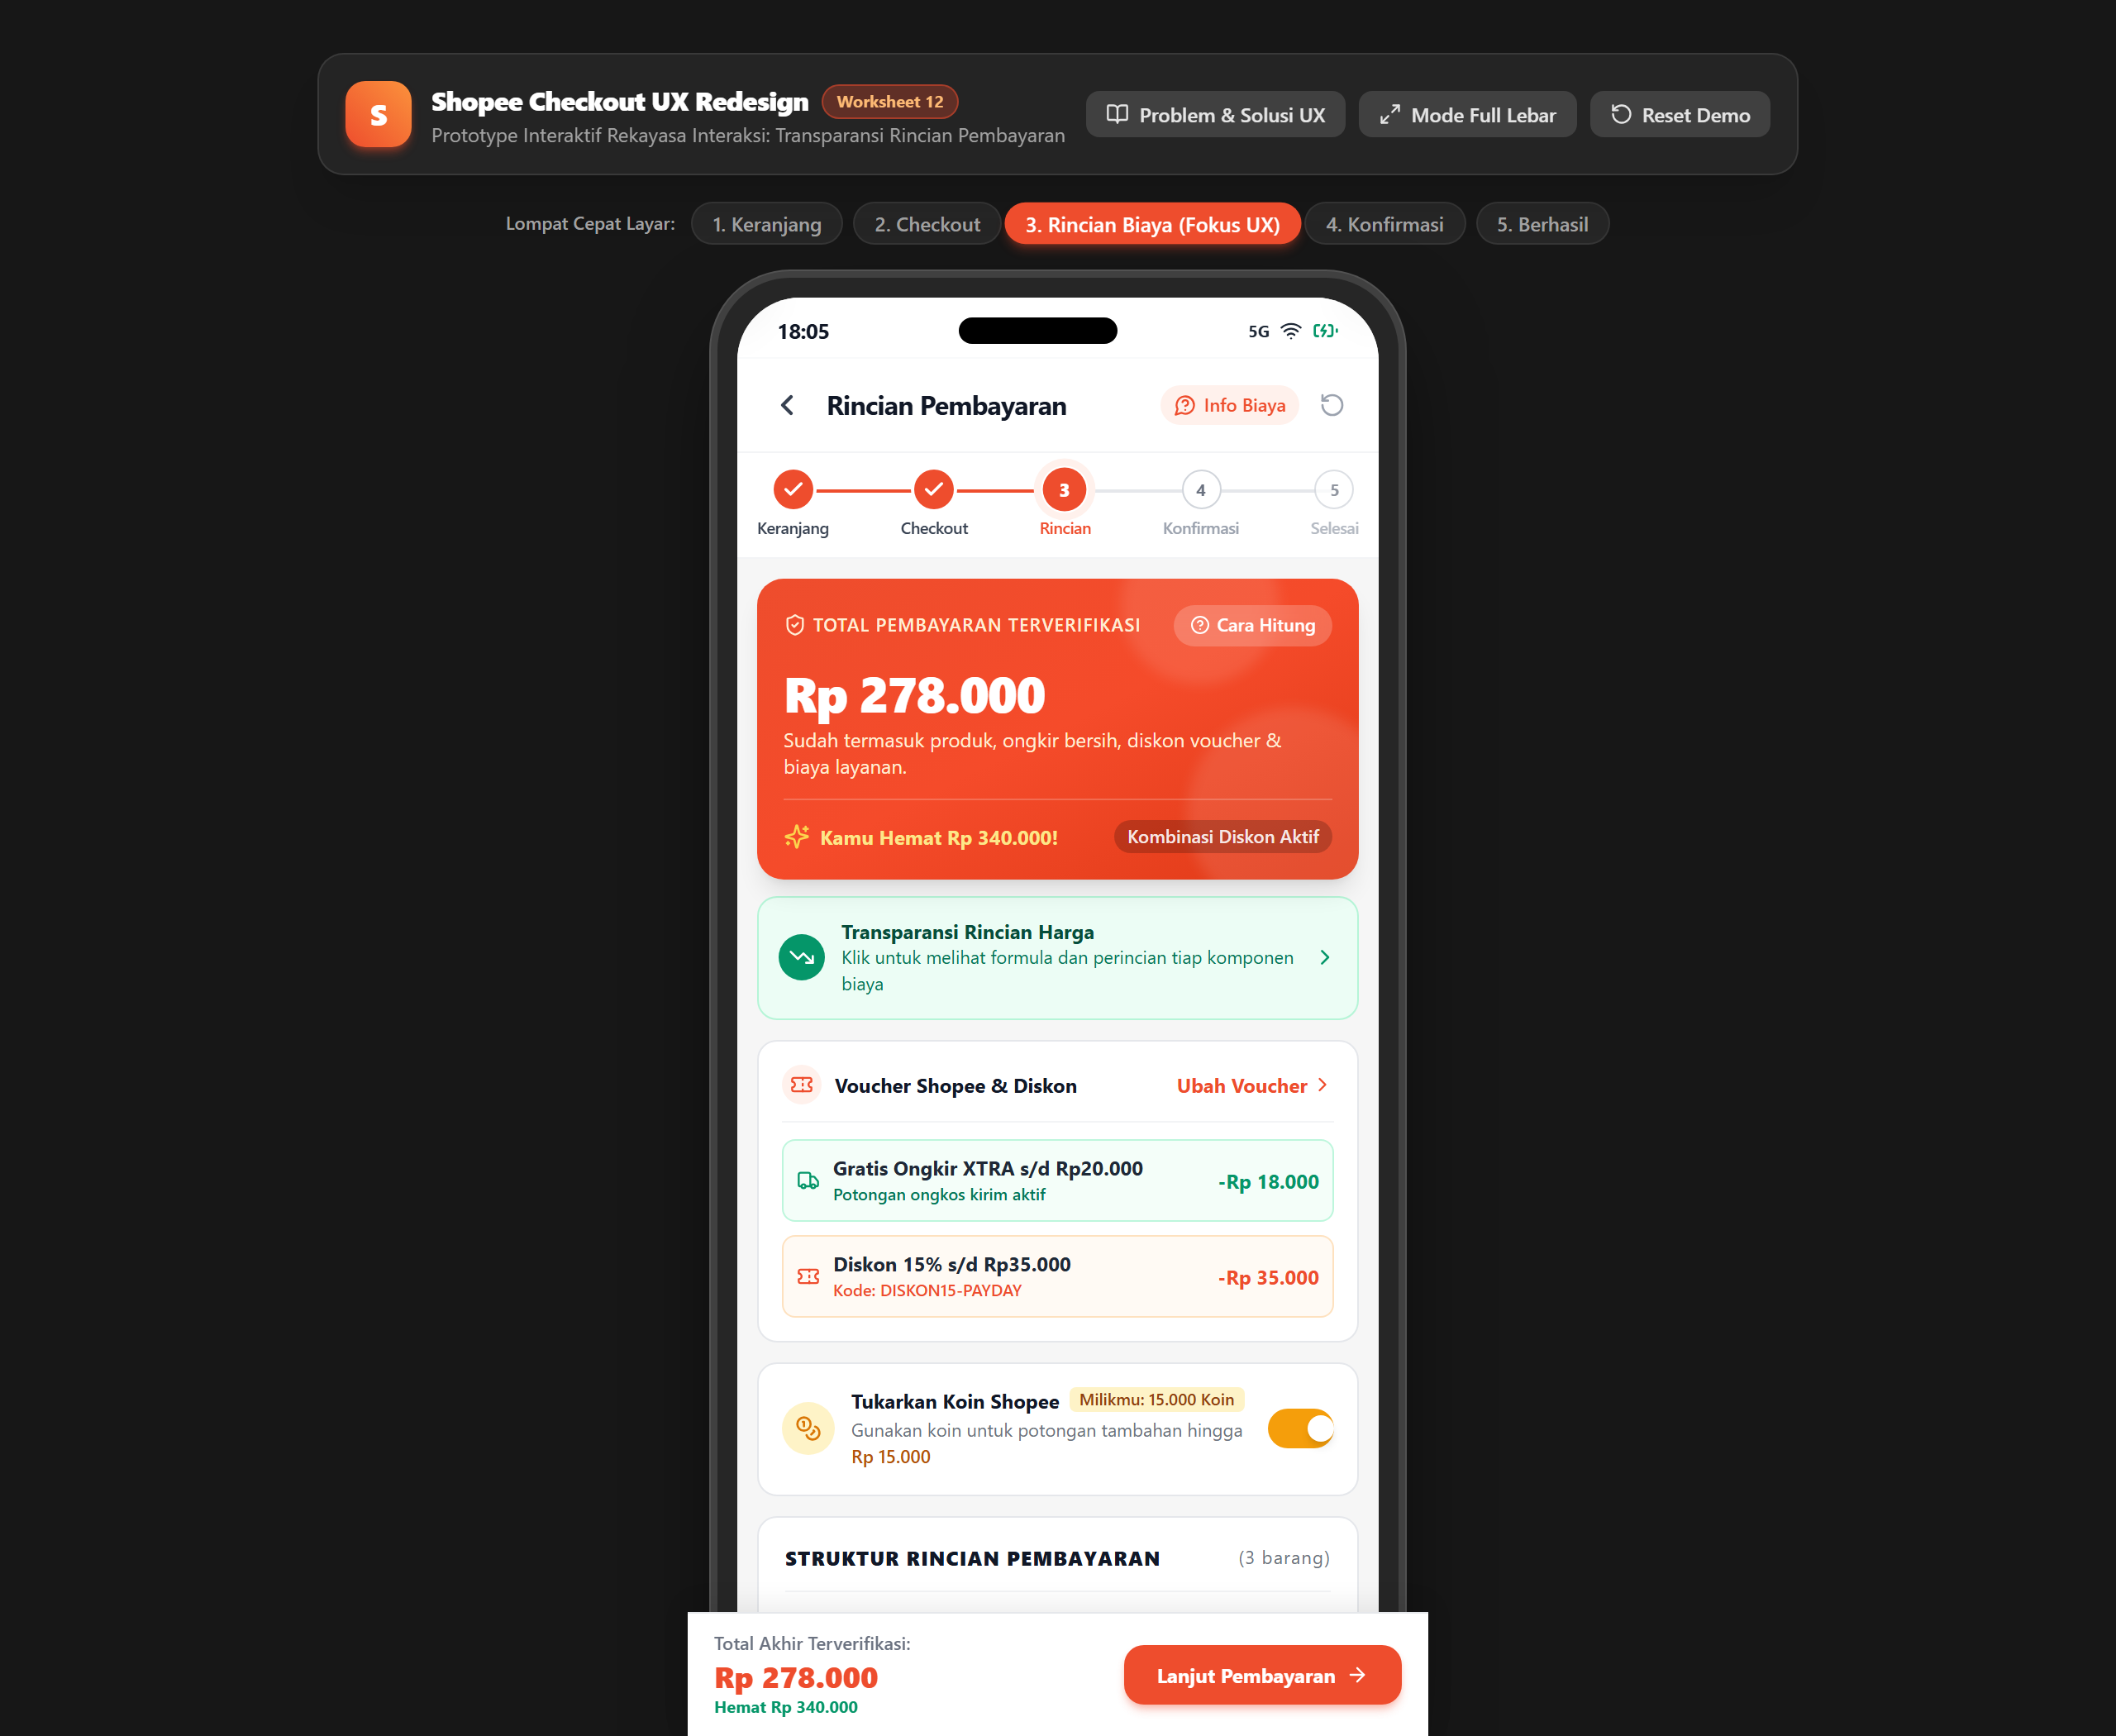 S
Shopee Checkout UX Redesign
Worksheet 12
Prototype Interaktif Rekayasa Interaksi: Transparansi Rincian Pembayaran
Problem & Solusi UX
Mode Full Lebar
Reset Demo
Lompat Cepat Layar:
1. Keranjang
2. Checkout
3. Rincian Biaya (Fokus UX)
4. Konfirmasi
5. Berhasil
18:05
5G
Rincian Pembayaran
Info Biaya
3
4
5
Keranjang
Checkout
Rincian
Konfirmasi
Selesai
TOTAL PEMBAYARAN TERVERIFIKASI
Cara Hitung
Rp 278.000
Sudah termasuk produk, ongkir bersih, diskon voucher &
biaya layanan.
Kamu Hemat Rp 340.000!
Kombinasi Diskon Aktif
Transparansi Rincian Harga
Klik untuk melihat formula dan perincian tiap komponen
biaya
Voucher Shopee & Diskon
Ubah Voucher
Gratis Ongkir XTRA s/d Rp20.000
Potongan ongkos kirim aktif
-Rp 18.000
Diskon 15% s/d Rp35.000
Kode: DISKON15-PAYDAY
-Rp 35.000
Tukarkan Koin Shopee
Milikmu: 15.000 Koin
Gunakan koin untuk potongan tambahan hingga
Rp 15.000
STRUKTUR RINCIAN PEMBAYARAN
(3 barang)
Total Akhir Terverifikasi:
Rp 278.000
Hemat Rp 340.000
Lanjut Pembayaran